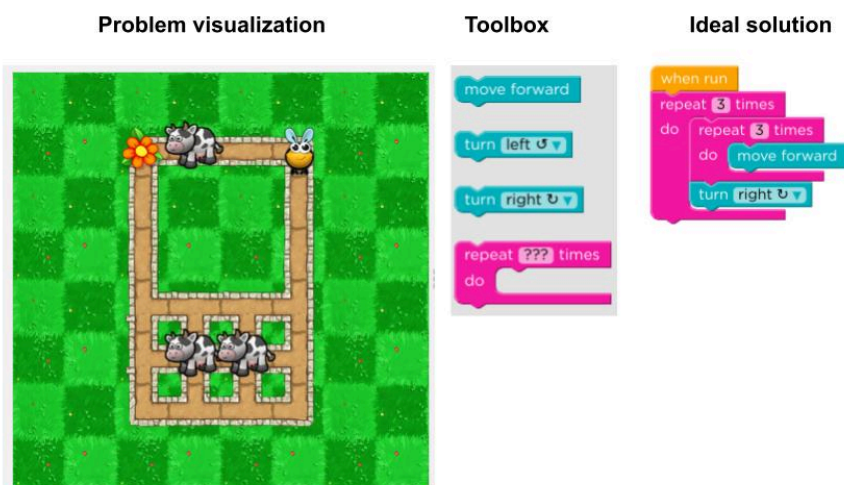 Problem visualization
Toolbox
Ideal solution
move forward
turn left ↺ ▼
turn right ↻ ▼
repeat ??? times
do
when run
repeat 3 times
do repeat 3 times
do move forward
turn right ↻ ▼